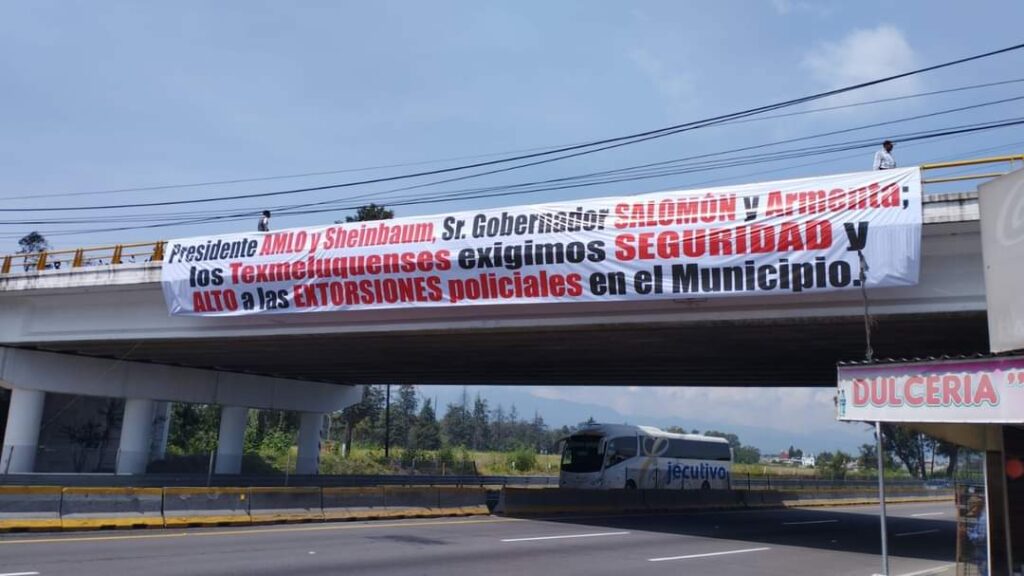 Presidente AMLO y Sheinbaum, Sr. Gobernador SALOMÓN y Armenta;
los Texmeluquenses exigimos SEGURIDAD y
ALTO a las EXTORSIONES policiales en el Municipio.
jecutivo
DULCERIA "